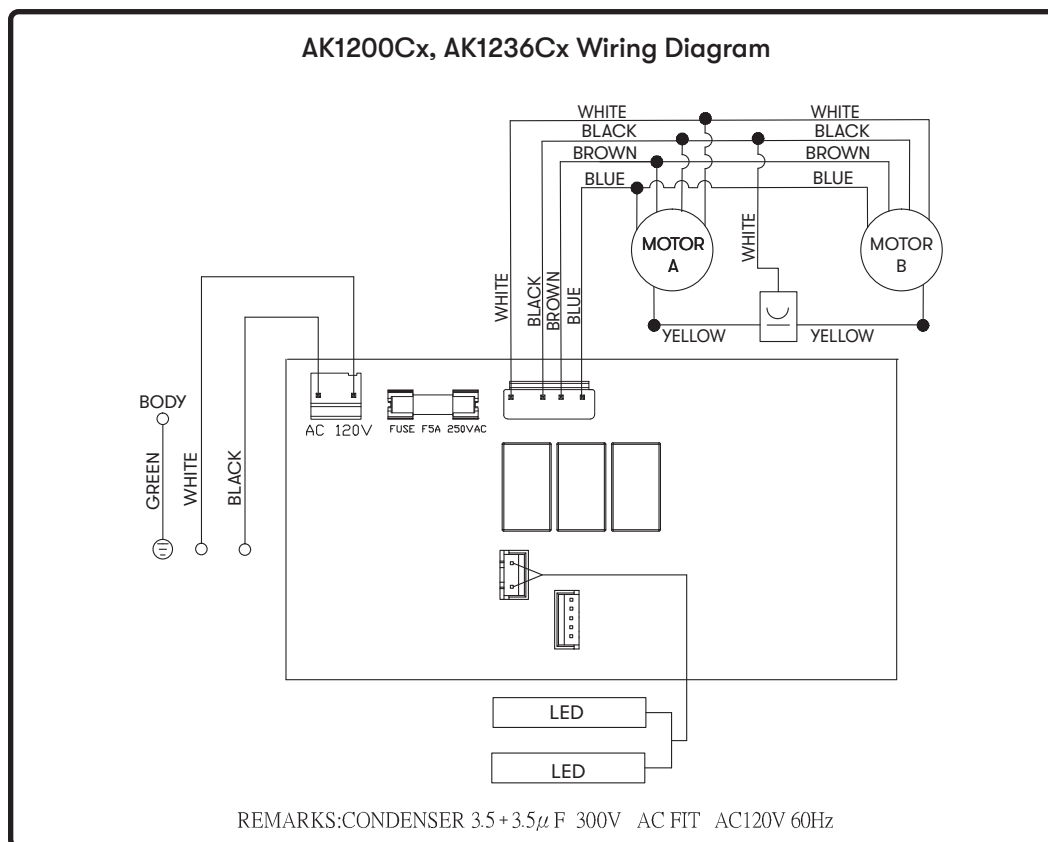 AK1200Cx, AK1236Cx Wiring Diagram
WHITE
WHITE
BLACK
BLACK
BROWN
BROWN
BLUE
BLUE
MOTOR
A
MOTOR
B
WHITE
WHITE
BLACK
BROWN
BLUE
YELLOW
YELLOW
BODY
AC 120V
FUSE F5A 250VAC
GREEN
WHITE
BLACK
LED
LED
REMARKS:CONDENSER 3.5+3.5μ F 300V AC FIT AC120V 60Hz